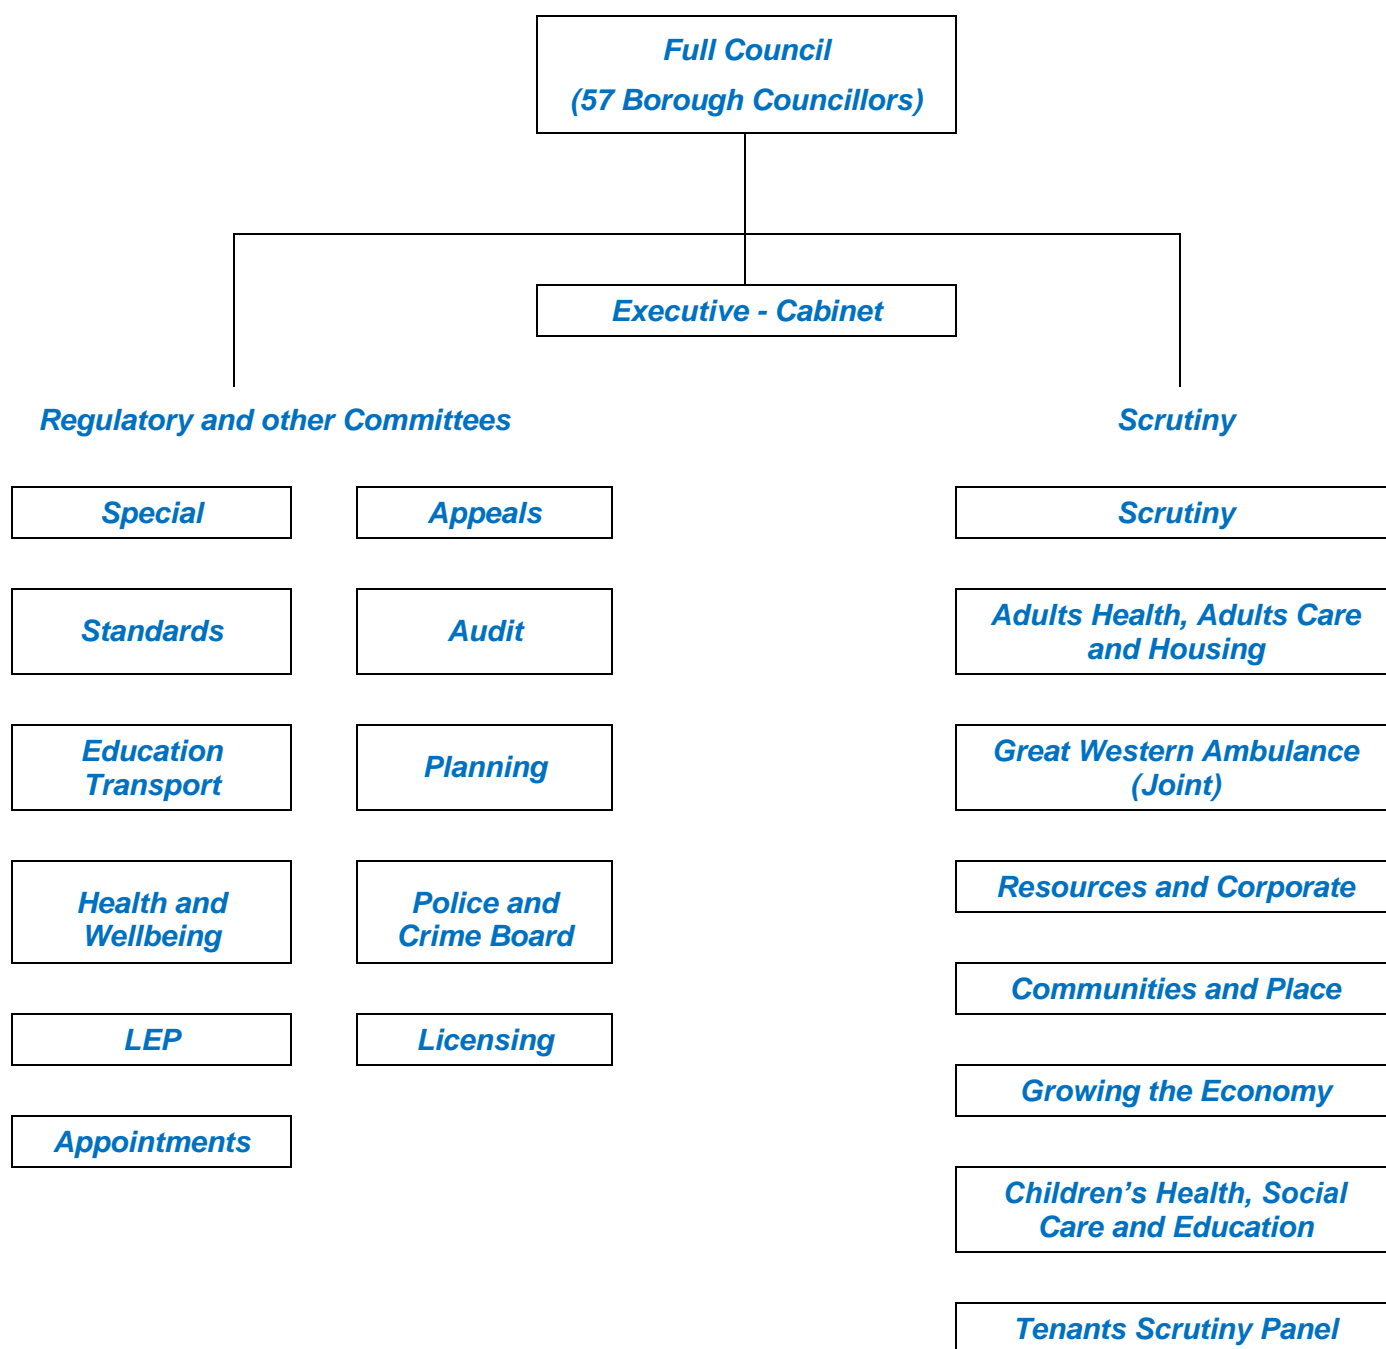 Full Council
(57 Borough Councillors)
Executive - Cabinet
Regulatory and other Committees
Special
Standards
Education
Transport
Health and
Wellbeing
LEP
Appointments
Appeals
Audit
Planning
Police and
Crime Board
Licensing
Scrutiny
Scrutiny
Adults Health, Adults Care
and Housing
Great Western Ambulance
(Joint)
Resources and Corporate
Communities and Place
Growing the Economy
Children’s Health, Social
Care and Education
Tenants Scrutiny Panel